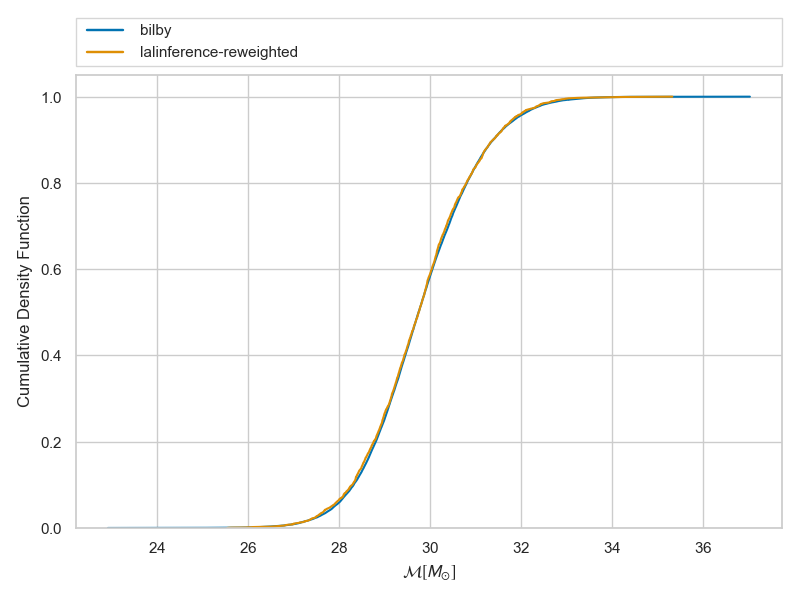 bilby
lalinference-reweighted
1.0
0.8
0.6
0.4
0.2
0.0
Cumulative Density Function
24 26 28 30 32 34 36
ℳ[M⊙]